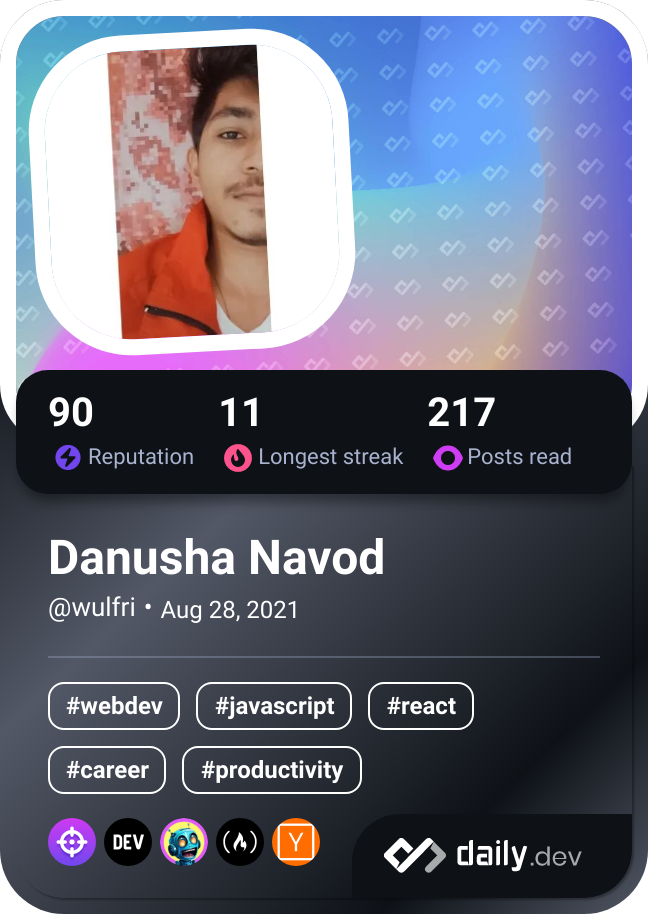 90 11 217
Reputation Longest streak Posts read
Danusha Navod
@wulfri • Aug 28, 2021
#webdev #javascript #react
#career #productivity
DEV Y
daily.dev